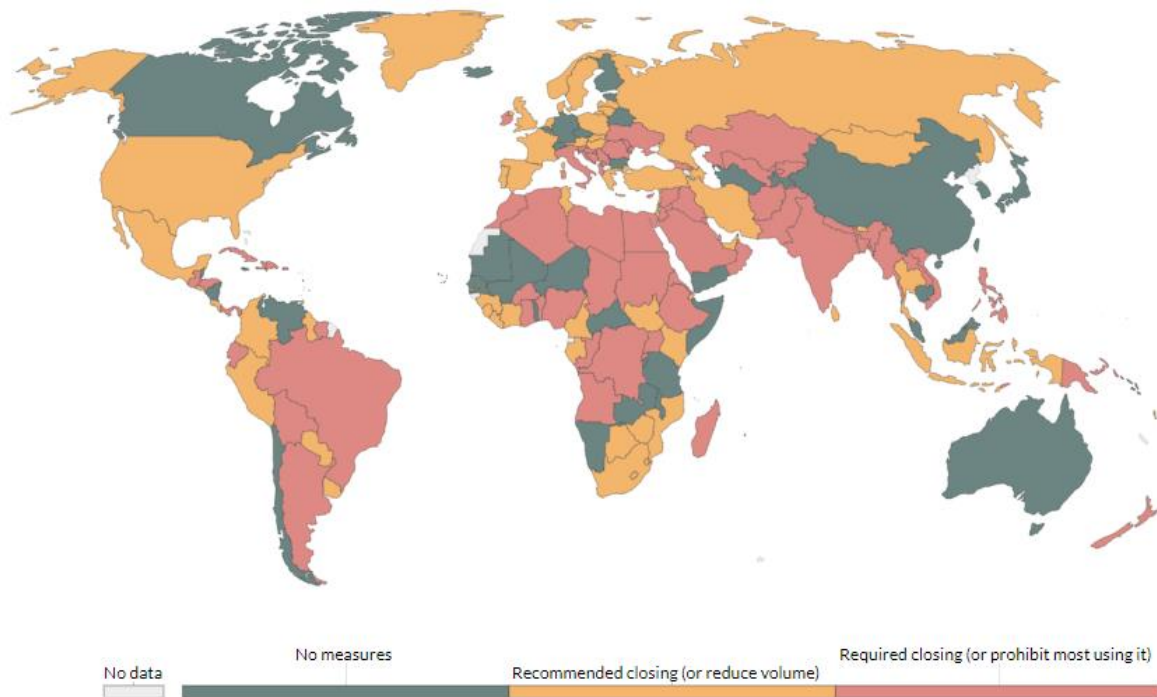 No data
No measures
Recommended closing (or reduce volume)
Required closing (or prohibit most using it)